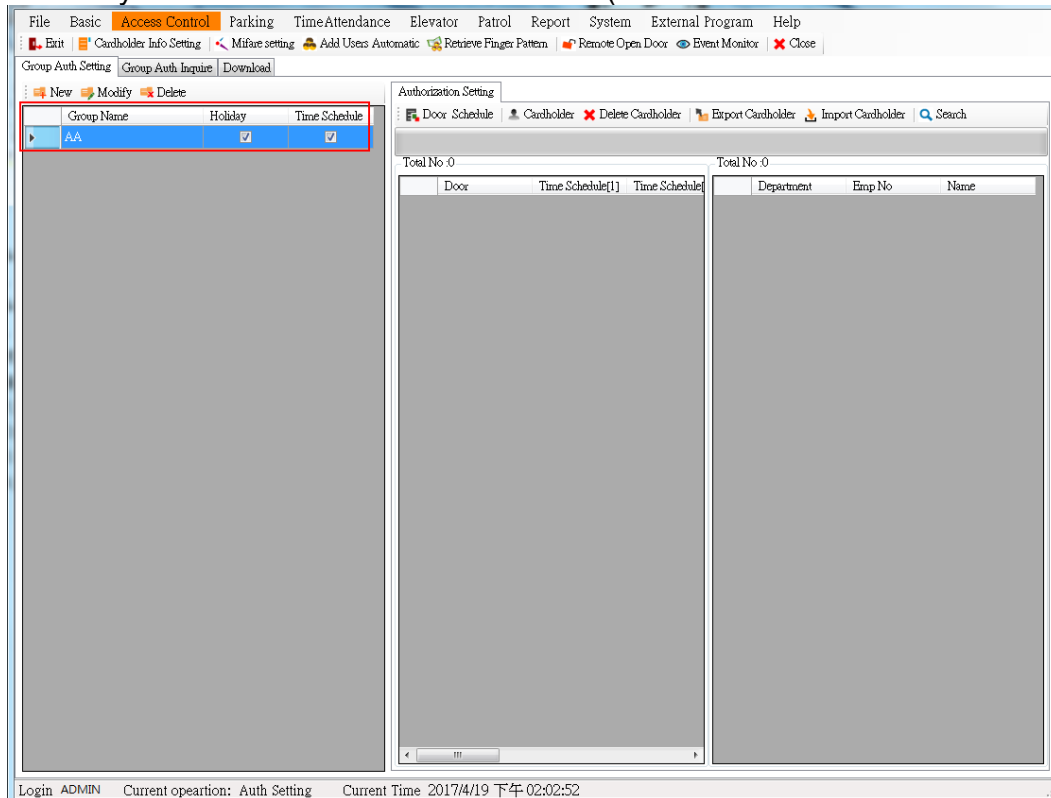 File Basic Access Control Parking TimeAttendance Elevator Patrol Report System External Program Help
Exit Cardholder Info Setting Mifare setting Add Users Automatic Retrieve Finger Pattern Remote Open Door Event Monitor Close
Group Auth Setting Group Auth Inquire Download
New Modify Delete
Group Name Holiday Time Schedule
AA
Authorization Setting
Door Schedule Cardholder Delete Cardholder Export Cardholder Import Cardholder Search
Total No :0 Total No :0
Door Time Schedule[1] Time Schedule[ Department Emp No Name
Login ADMIN Current opeartion: Auth Setting Current Time 2017/4/19 下午 02:02:52